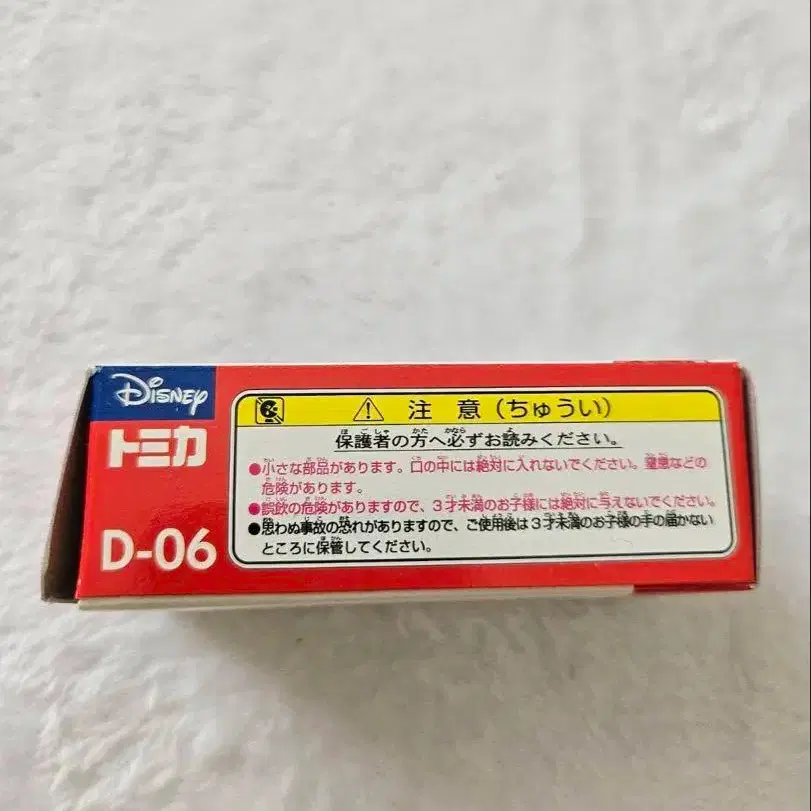 DISNEY
トミカ
D-06
注 意（ちゅうい）
保護者の方へ必ずお読みください。
●小さな部品があります。口の中には絶対に入れないでください。窒息などの
危険があります。
●誤飲の危険がありますので、3才未満のお子様には絶対に与えないでください。
●思わぬ事故の恐れがありますので、ご使用後は3才未満のお子様の手の届かない
ところに保管してください。